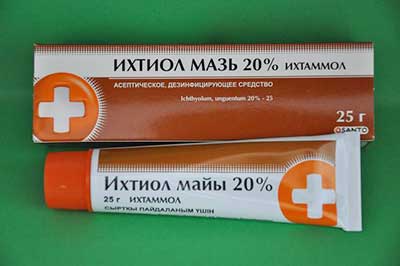 ИХТИОЛ МАЗЬ 20% ИХТАММОЛ
АСЕПТИЧЕСКОЕ, ДЕЗИНФИЦИРУЮЩЕЕ СРЕДСТВО
Ichthyolum, unguentum 20% - 25
25 г
OSANTO
Ихтиол майы 20%
25 г ИХТАММОЛ
СЫРТҚЫ ПАЙДАЛАНЫМ ҮШІН